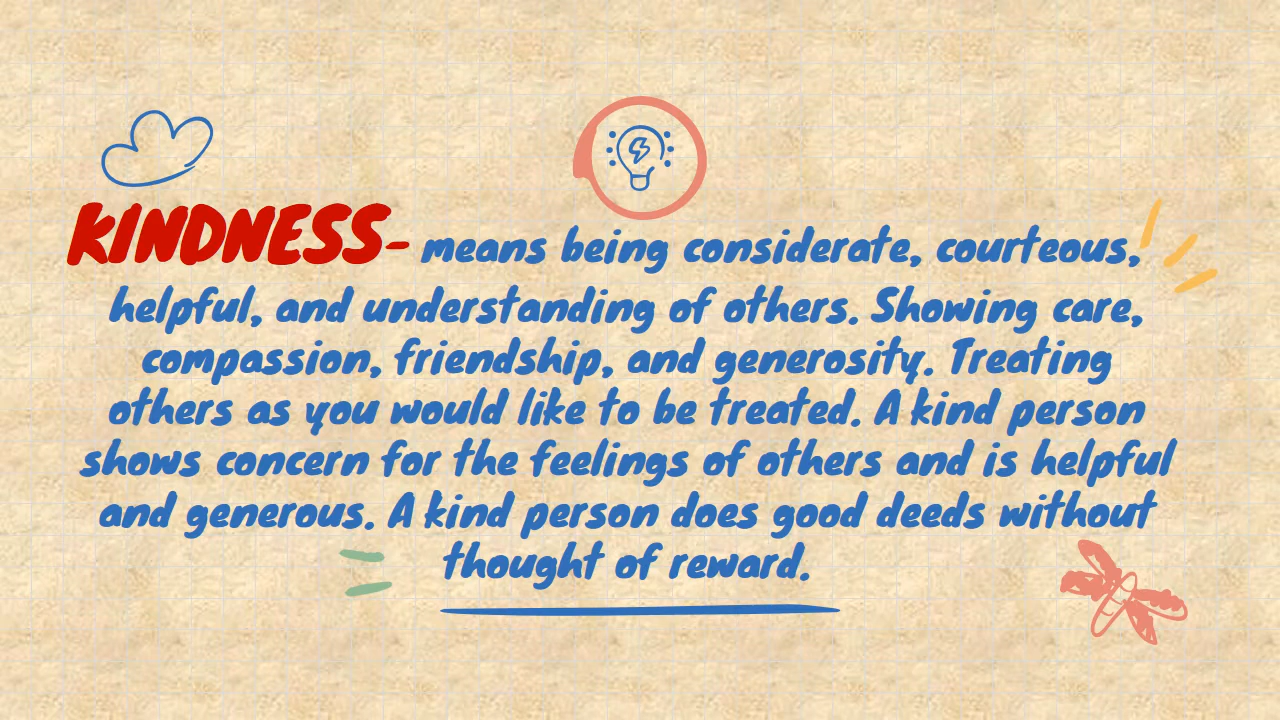 KINDNESS- means being considerate, courteous,
helpful, and understanding of others. Showing care,
compassion, friendship, and generosity. Treating
others as you would like to be treated. A kind person
shows concern for the feelings of others and is helpful
and generous. A kind person does good deeds without
thought of reward.